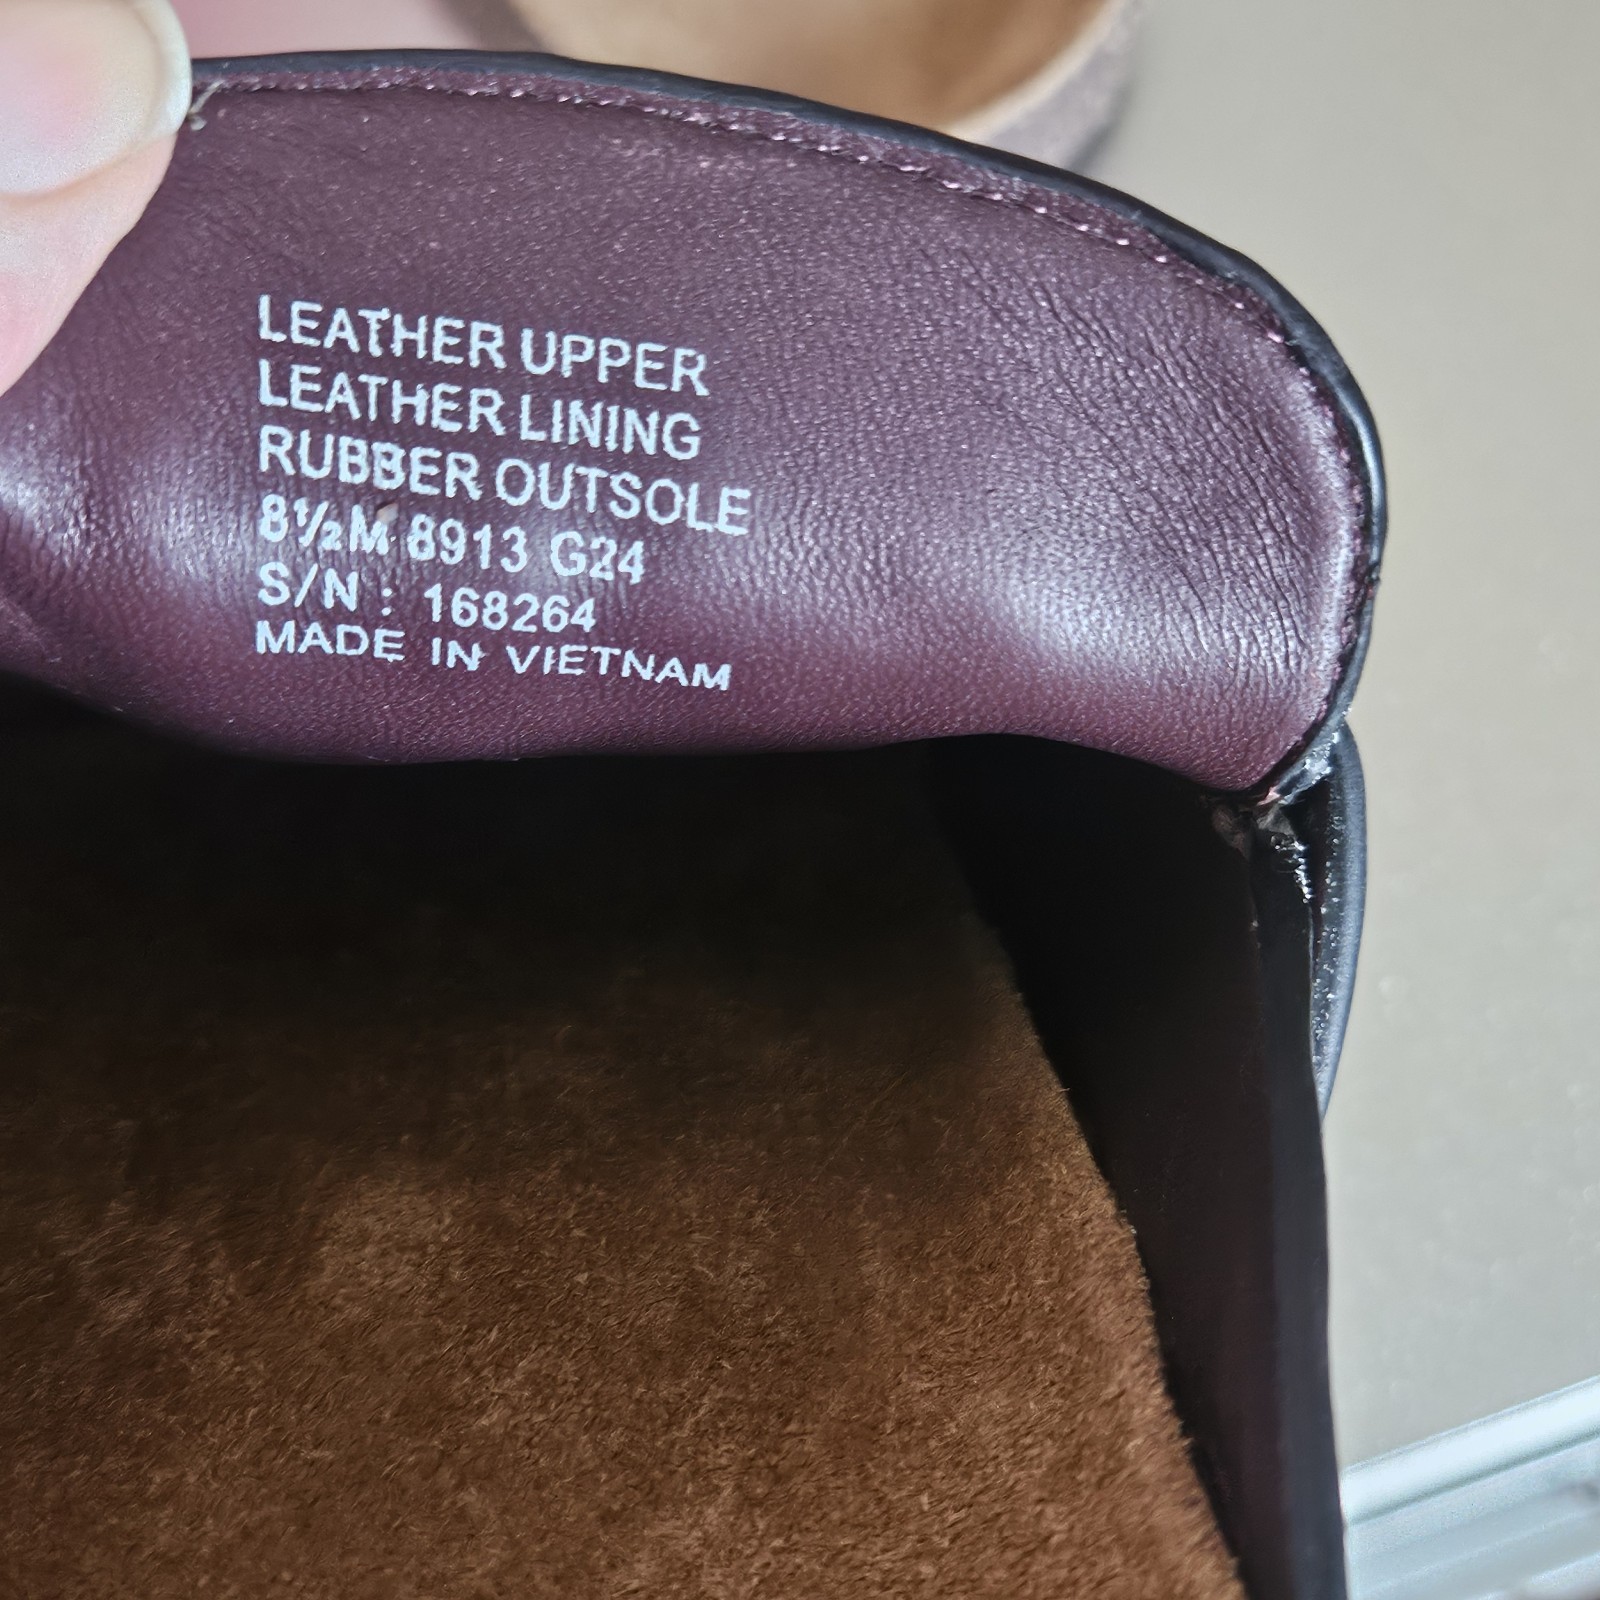 LEATHER UPPER
LEATHER LINING
RUBBER OUTSOLE
8½M 8913 G24
S/N : 168264
MADE IN VIETNAM